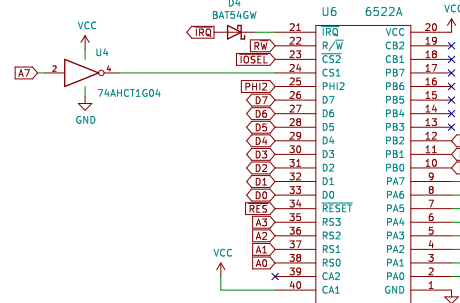 D4
BAT54GW
VCC
U6 6522A
VCC
IRQ 21 IRQ VCC 20
VCC
RW 22 R/W CB2 19
U4
IOSEL 23 CS2 CB1 18
A7 2 4 24 CS1 PB7 17
PHI2 25 PHI2 PB6 16
74AHCT1G04
D7 26 D7 PB5 15
D6 27 D6 PB4 14
GND
D5 28 D5 PB3 13
D4 29 D4 PB2 12
D3 30 D3 PB1 11
D2 31 D2 PB0 10
D1 32 D1 PA7 9
D0 33 D0 PA6 8
RES 34 RESET PA5 7
A3 35 RS3 PA4 6
A2 36 RS2 PA3 5
A1 37 RS1 PA2 4
VCC
A0 38 RS0 PA1 3
39 CA2 PA0 2
40 CA1 GND 1